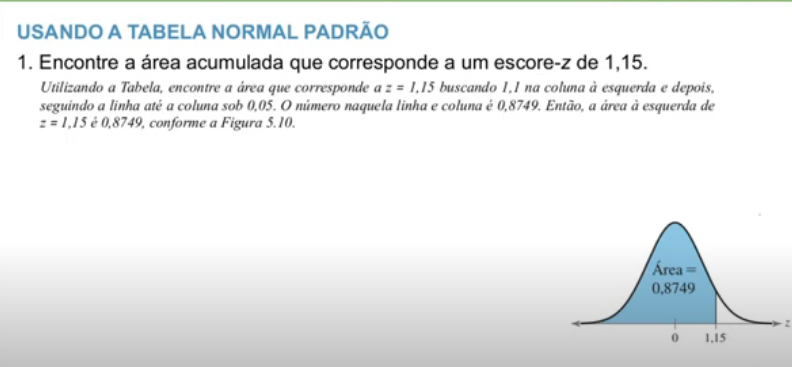 USANDO A TABELA NORMAL PADRÃO
1. Encontre a área acumulada que corresponde a um escore-z de 1,15.
Utilizando a Tabela, encontre a área que corresponde a z = 1,15 buscando 1,1 na coluna à esquerda e depois,
seguindo a linha até a coluna sob 0,05. O número naquela linha e coluna é 0,8749. Então, a área à esquerda de
z = 1,15 é 0,8749, conforme a Figura 5.10.
Área =
0,8749
z
0 1,15